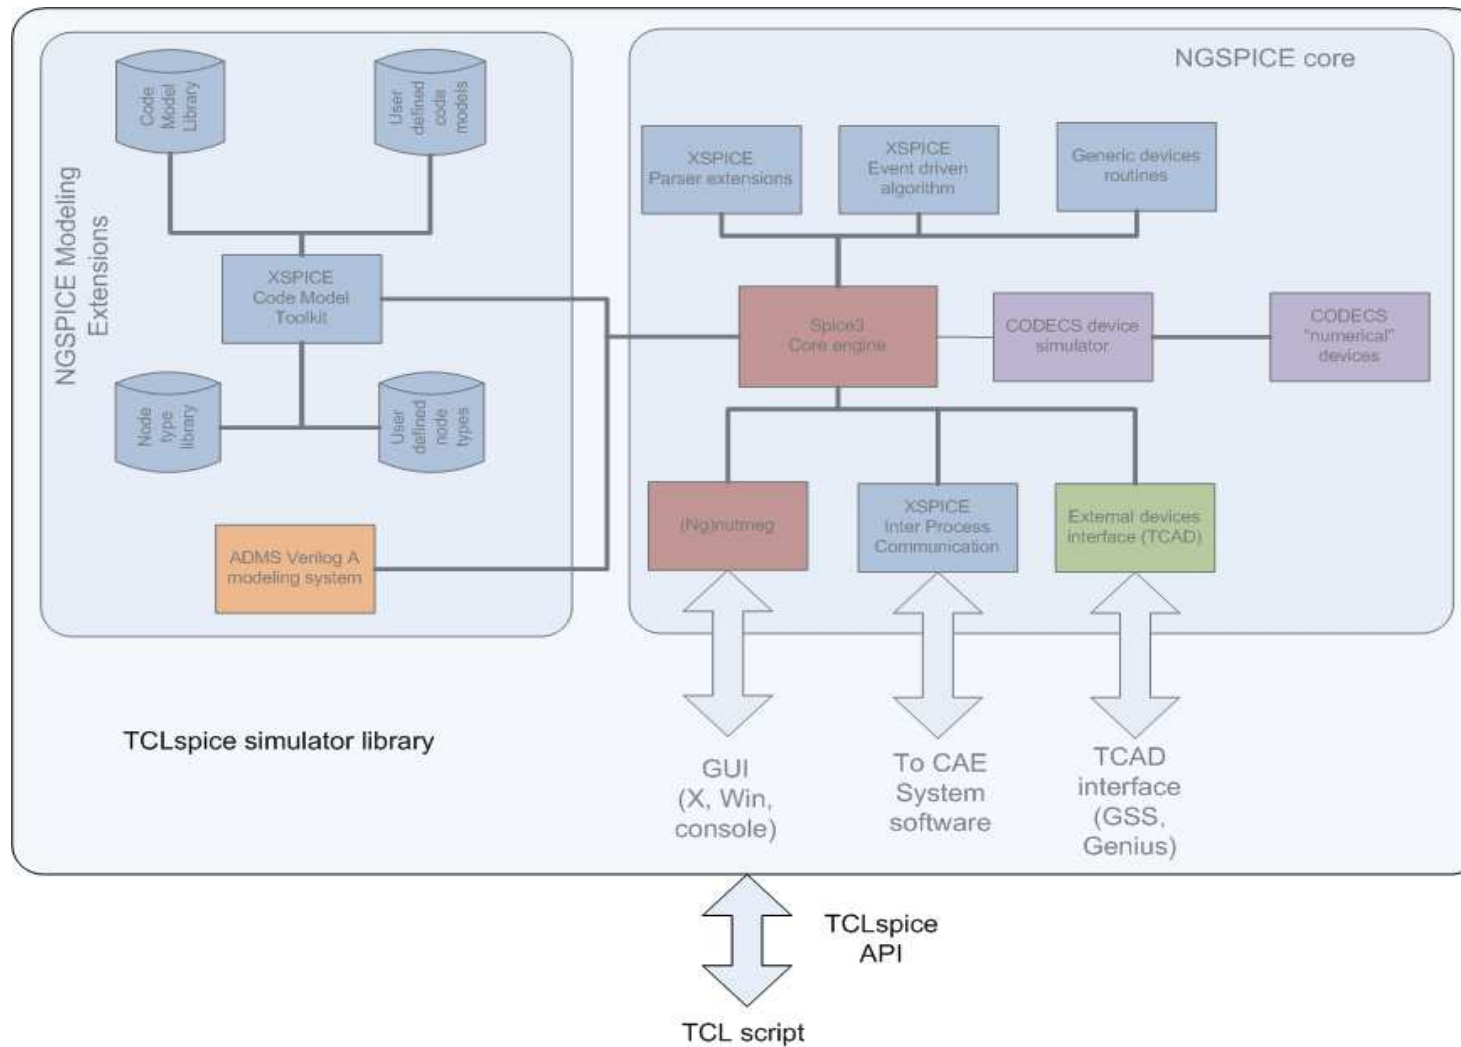 NGSPICE core
Code
Model
Library
User
defined
code
models
NGSPICE Modeling
Extensions
XSPICE
Parser extensions
XSPICE
Event driven
algorithm
Generic devices
routines
XSPICE
Code Model
Toolkit
Spice3
Core engine
CODECS device
simulator
CODECS
"numerical"
devices
Node
type
library
User
defined
node
types
(Ng)nutmeg
XSPICE
Inter Process
Communication
External devices
interface (TCAD)
ADMS Verilog A
modeling system
TCLspice simulator library
GUI
(X, Win,
console)
To CAE
System
software
TCAD
interface
(GSS,
Genius)
TCLspice
API
TCL script